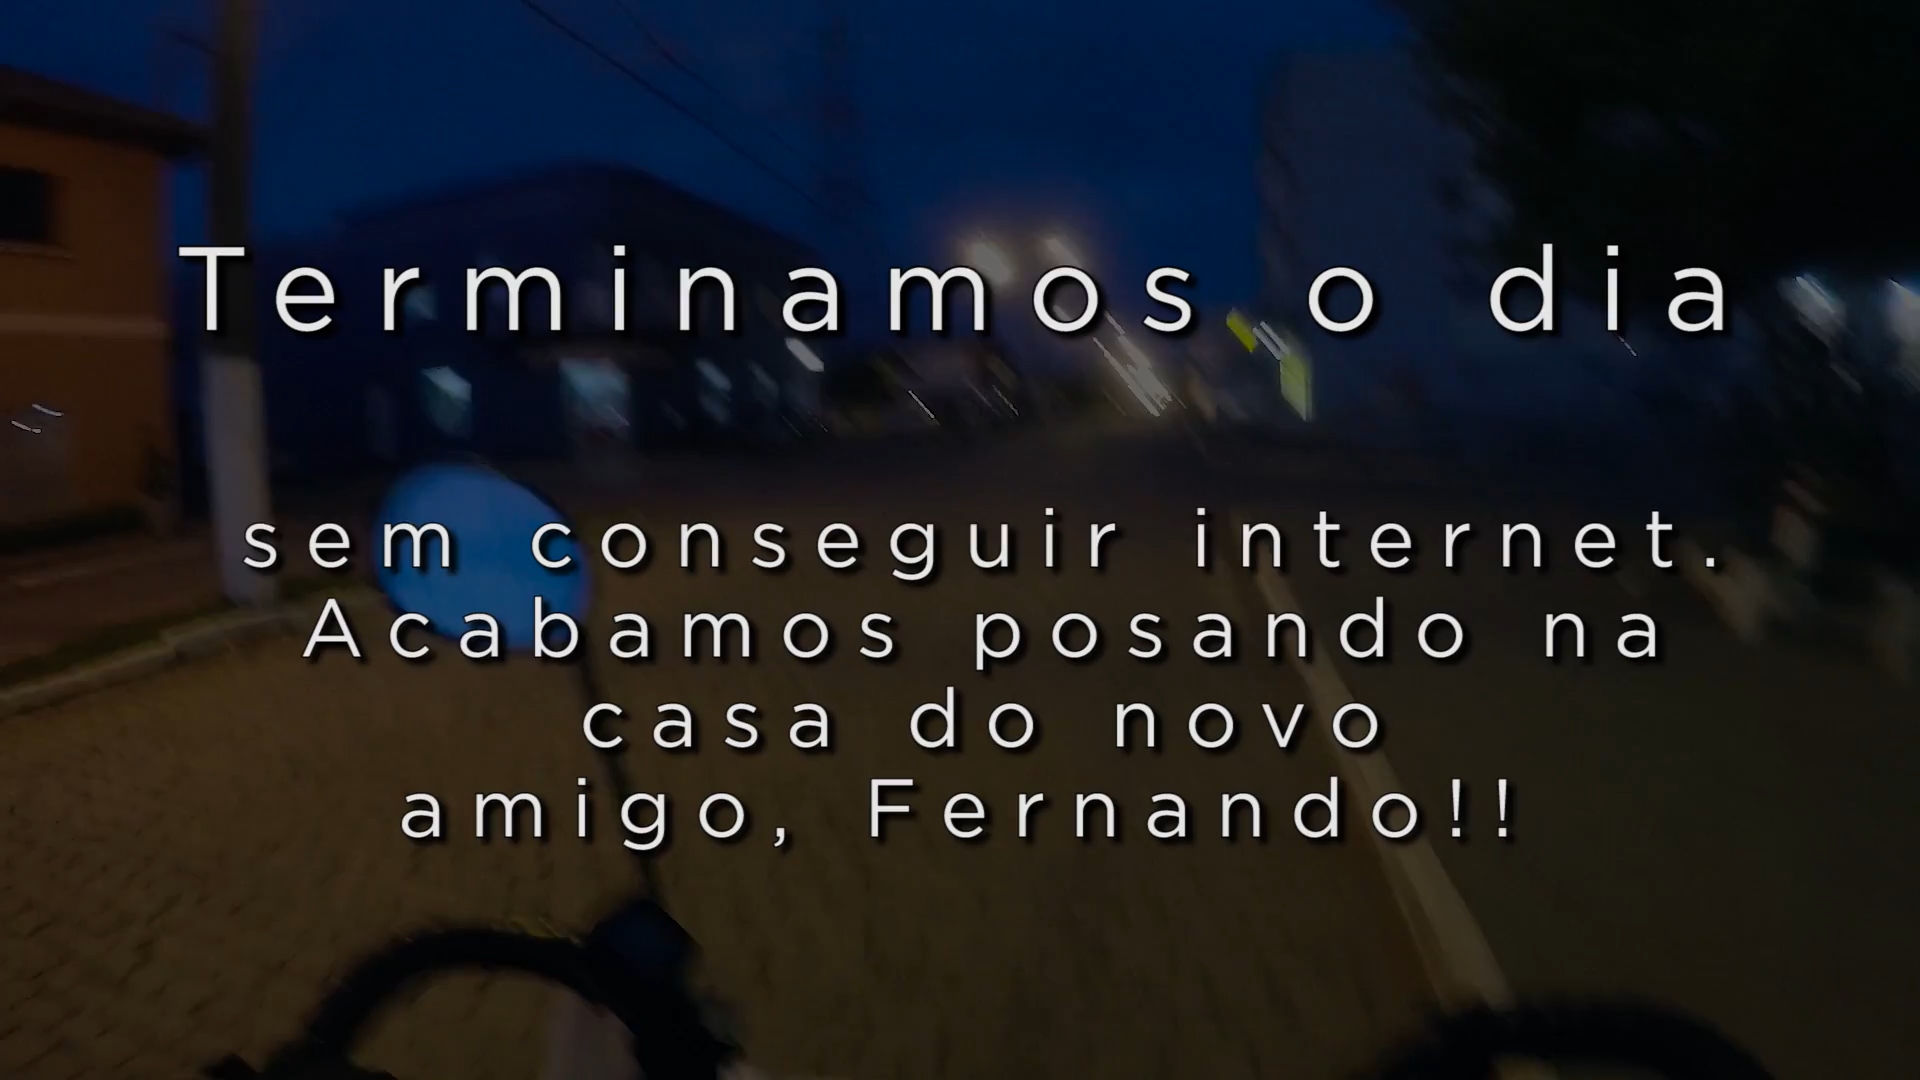 Terminamos o dia
sem conseguir internet.
Acabamos posando na
casa do novo
amigo, Fernando!!